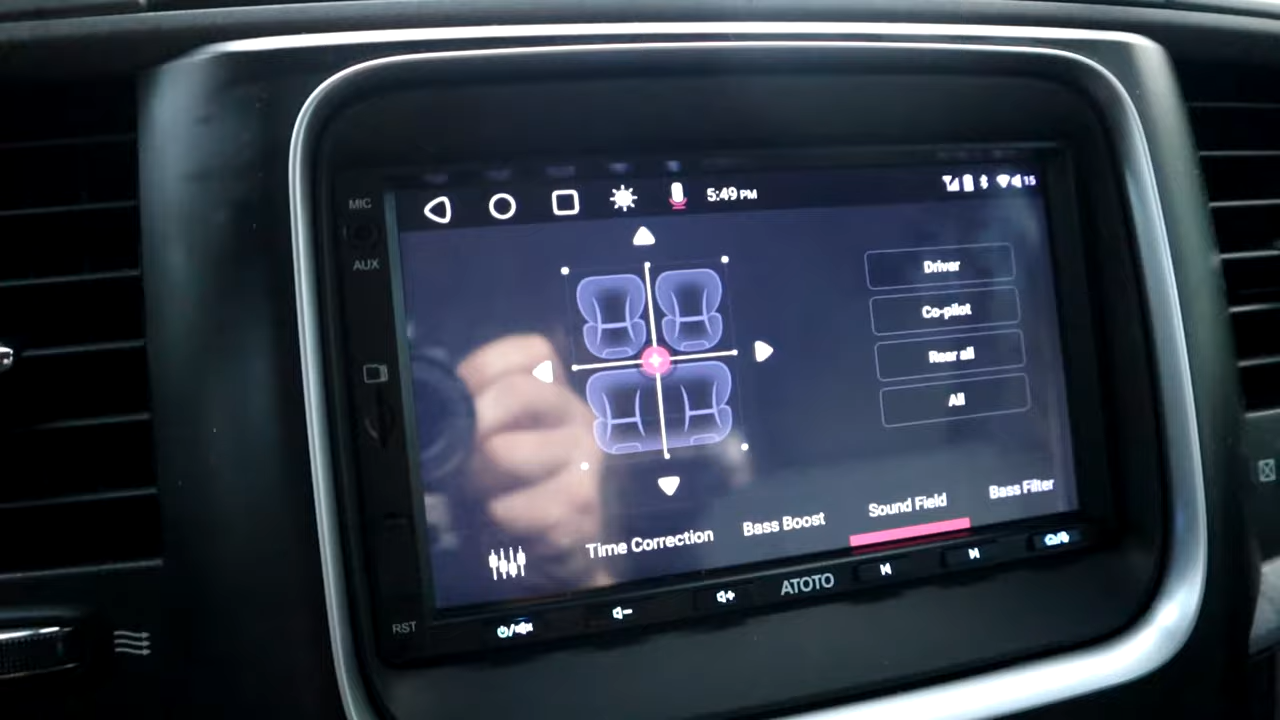 MIC
5:49 PM
15
AUX
Driver
Co-pilot
Rear all
All
Time Correction
Bass Boost
Sound Field
Bass Filter
ATOTO
RST